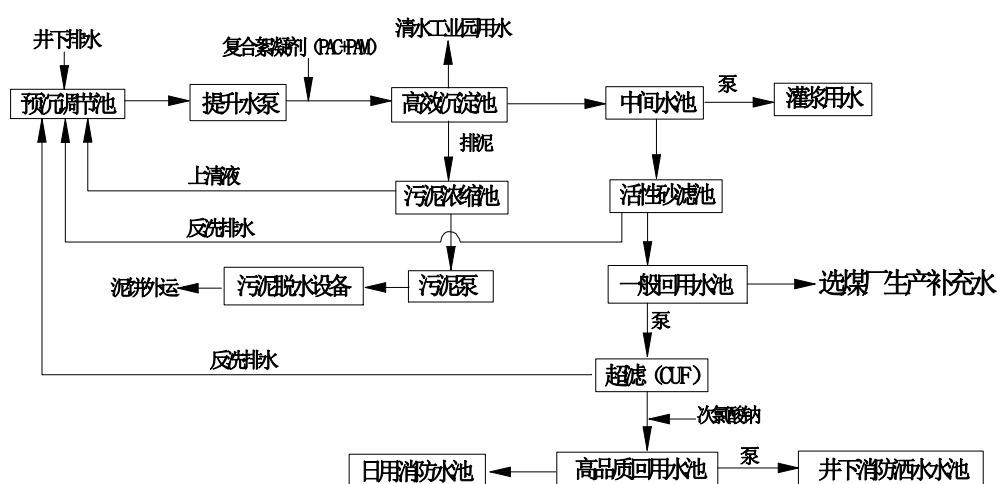 清水工业园用水
井下排水
复合絮凝剂（PAC+PAM）
预沉调节池
提升水泵
高效沉淀池
中间水池
泵
灌浆用水
排泥
上清液
污泥浓缩池
活性砂滤池
反洗排水
泥饼外运
污泥脱水设备
污泥泵
一般回用水池
选煤厂生产补充水
泵
反洗排水
超滤（CUF）
次氯酸钠
日用消防水池
高品质回用水池
泵
井下消防洒水水池